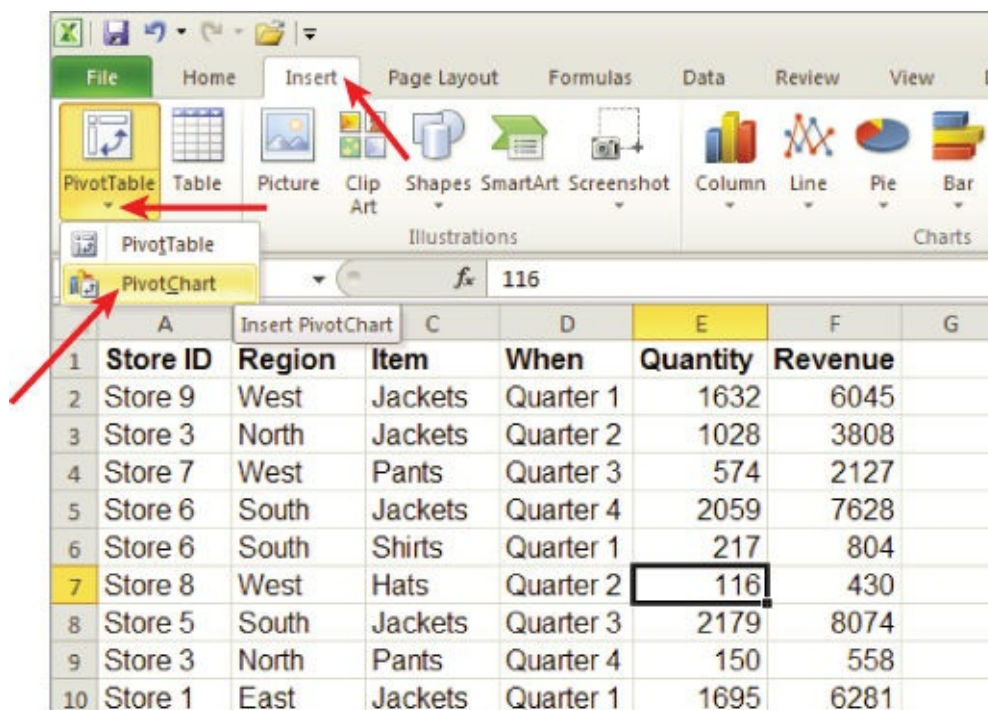 File Home Insert Page Layout Formulas Data Review View
PivotTable Table Picture Clip Art Shapes SmartArt Screenshot Column Line Pie Bar
Illustrations Charts
PivotTable
PivotChart fx 116
Insert PivotChart
A C D E F G
1 Store ID Region Item When Quantity Revenue
2 Store 9 West Jackets Quarter 1 1632 6045
3 Store 3 North Jackets Quarter 2 1028 3808
4 Store 7 West Pants Quarter 3 574 2127
5 Store 6 South Jackets Quarter 4 2059 7628
6 Store 6 South Shirts Quarter 1 217 804
7 Store 8 West Hats Quarter 2 116 430
8 Store 5 South Jackets Quarter 3 2179 8074
9 Store 3 North Pants Quarter 4 150 558
10 Store 1 East Jackets Quarter 1 1695 6281